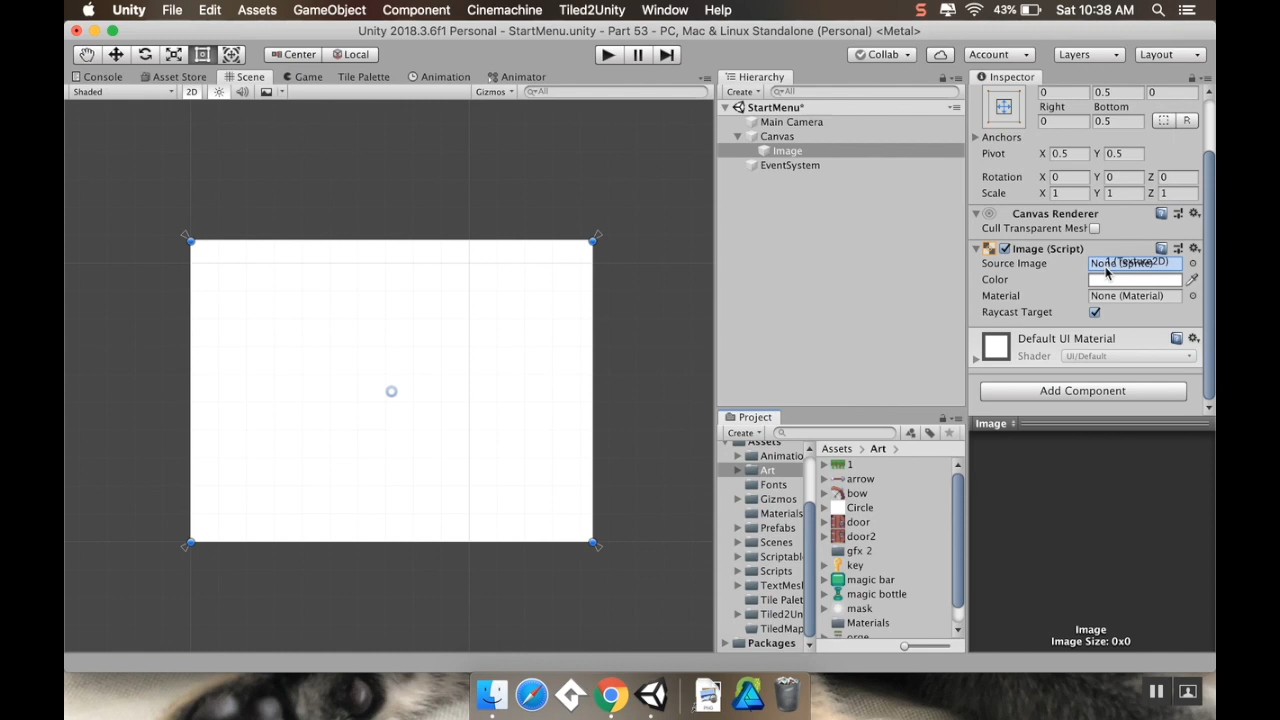 Unity File Edit Assets GameObject Component Cinemachine Tiled2Unity Window Help 43% Sat 10:38 AM
Unity 2018.3.6f1 Personal - StartMenu.unity - Part 53 - PC, Mac & Linux Standalone (Personal) <Metal>
Center Local Collab Account Layers Layout
Console Asset Store Scene Game Tile Palette Animation Animator
Shaded 2D Gizmos All
Hierarchy
Create All
StartMenu*
Main Camera
Canvas
Image
EventSystem
Inspector
0 0.5 0
Right Bottom
0 0.5 R
Anchors
Pivot X 0.5 Y 0.5
Rotation X 0 Y 0 Z 0
Scale X 1 Y 1 Z 1
Canvas Renderer
Cull Transparent Mesh
Image (Script)
Source Image None (Sprite) 1 (Texture2D)
Color
Material None (Material)
Raycast Target
Default UI Material
Shader UI/Default
Add Component
Image
Image
Image Size: 0x0
Project
Create
Assets
Animatio
Art
Fonts
Gizmos
Materials
Prefabs
Scenes
Scriptabl
Scripts
TextMesl
Tile Palet
Tiled2Un
TiledMap
Packages
Assets > Art >
1
arrow
bow
Circle
door
door2
gfx 2
key
magic bar
magic bottle
mask
Materials